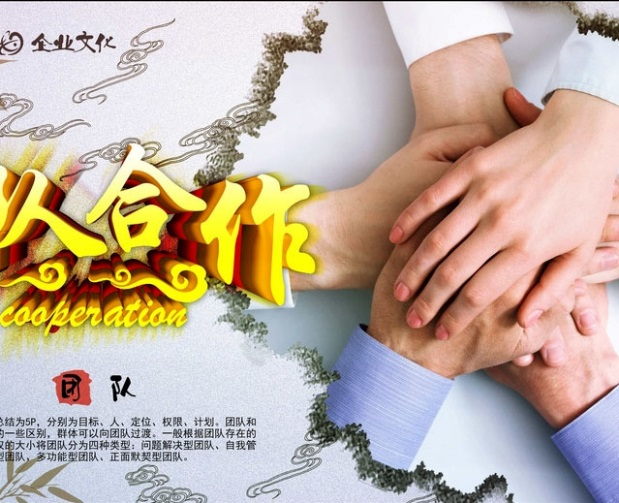 企业文化
队合作
cooperation
团 队
总结为5P，分别为目标、人、定位、权限、计划。团队和
的一些区别，群体可以向团队过渡。一般根据团队存在的
权的大小将团队分为四种类型：问题解决型团队、自我管
型团队、多功能型团队、正面默契型团队。